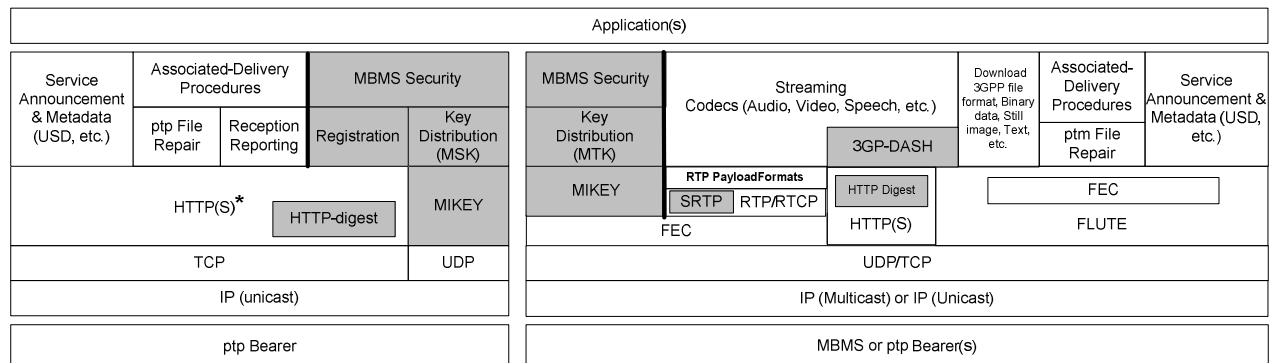 Application(s)
Service
Announcement
& Metadata
(USD, etc.)
Associated-Delivery
Procedures
ptp File
Repair
Reception
Reporting
MBMS Security
Registration
Key
Distribution
(MSK)
HTTP(S)*
HTTP-digest
MIKEY
TCP
UDP
IP (unicast)
ptp Bearer
MBMS Security
Key
Distribution
(MTK)
MIKEY
Streaming
Codecs (Audio, Video, Speech, etc.)
3GP-DASH
Download
3GPP file
format, Binary
data, Still
image, Text,
etc.
Associated-
Delivery
Procedures
ptm File
Repair
Service
Announcement &
Metadata (USD,
etc.)
RTP PayloadFormats
SRTP
RTP/RTCP
FEC
HTTP Digest
HTTP(S)
FEC
FLUTE
UDP/TCP
IP (Multicast) or IP (Unicast)
MBMS or ptp Bearer(s)